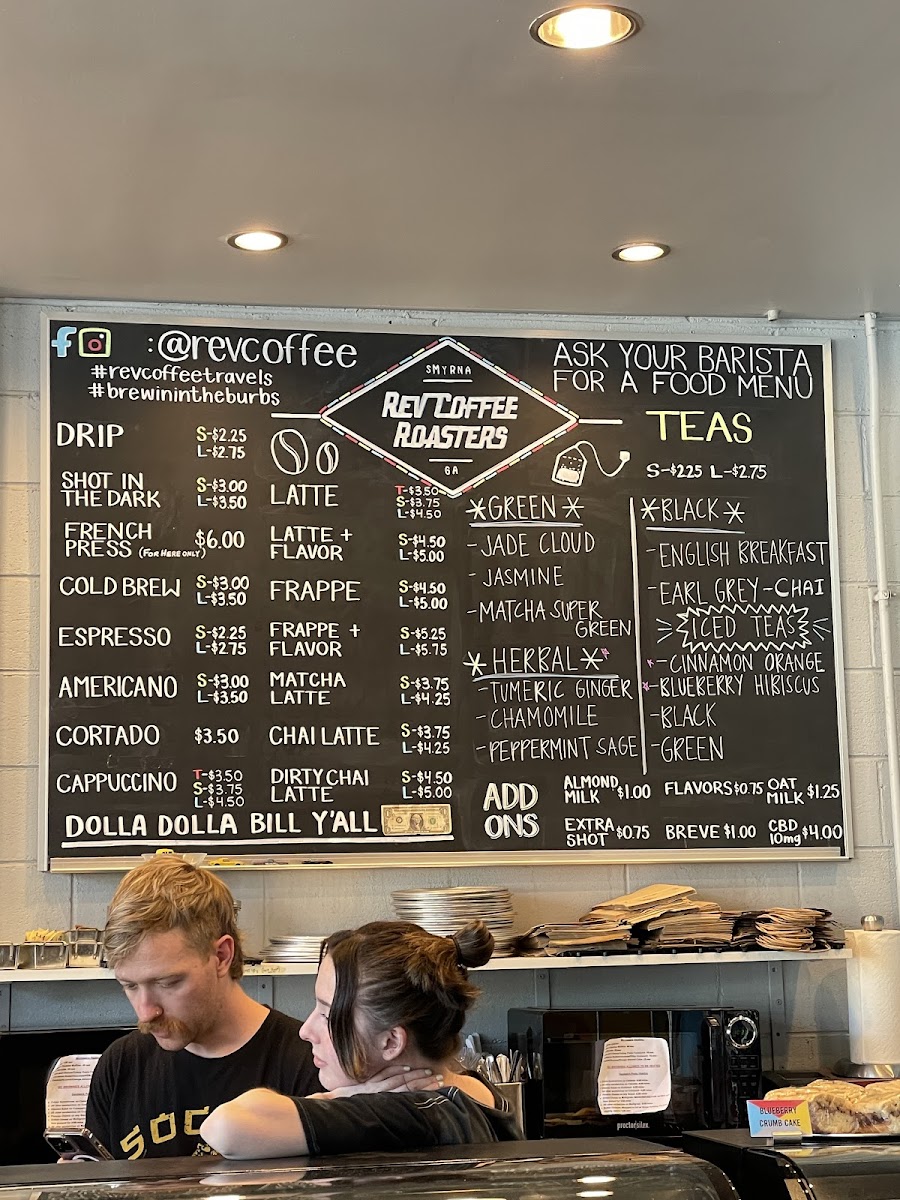 :@revcoffee
#revcoffeetravels
#brewinintheburbs
SMYRNA
REV COFFEE
ROASTERS
GA
ASK YOUR BARISTA
FOR A FOOD MENU
DRIP S-$2.25
L-$2.75
SHOT IN
THE DARK S-$3.00
L-$3.50
FRENCH
PRESS (FOR HERE ONLY) $6.00
COLD BREW S-$3.00
L-$3.50
ESPRESSO S-$2.25
L-$2.75
AMERICANO S-$3.00
L-$3.50
CORTADO $3.50
CAPPUCCINO T-$3.50
S-$3.75
L-$4.50
LATTE T-$3.50
S-$3.75
L-$4.50
LATTE +
FLAVOR S-$4.50
L-$5.00
FRAPPE S-$4.50
L-$5.00
FRAPPE +
FLAVOR S-$5.25
L-$5.75
MATCHA
LATTE S-$3.75
L-$4.25
CHAI LATTE S-$3.75
L-$4.25
DIRTY CHAI
LATTE S-$4.50
L-$5.00
DOLLA DOLLA BILL Y'ALL
TEAS
S-$2.25 L-$2.75
*GREEN*
-JADE CLOUD
-JASMINE
-MATCHA SUPER
GREEN
*HERBAL*
-TUMERIC GINGER
-CHAMOMILE
-PEPPERMINT SAGE
*BLACK*
-ENGLISH BREAKFAST
-EARL GREY -CHAI
ICED TEAS
-CINNAMON ORANGE
-BLUEBERRY HIBISCUS
-BLACK
-GREEN
ADD
ONS
ALMOND
MILK $1.00
FLAVORS $0.75
OAT
MILK $1.25
EXTRA
SHOT $0.75
BREVE $1.00
CBD
10mg $4.00
proctor silex
BLUEBERRY
CRUMB CAKE